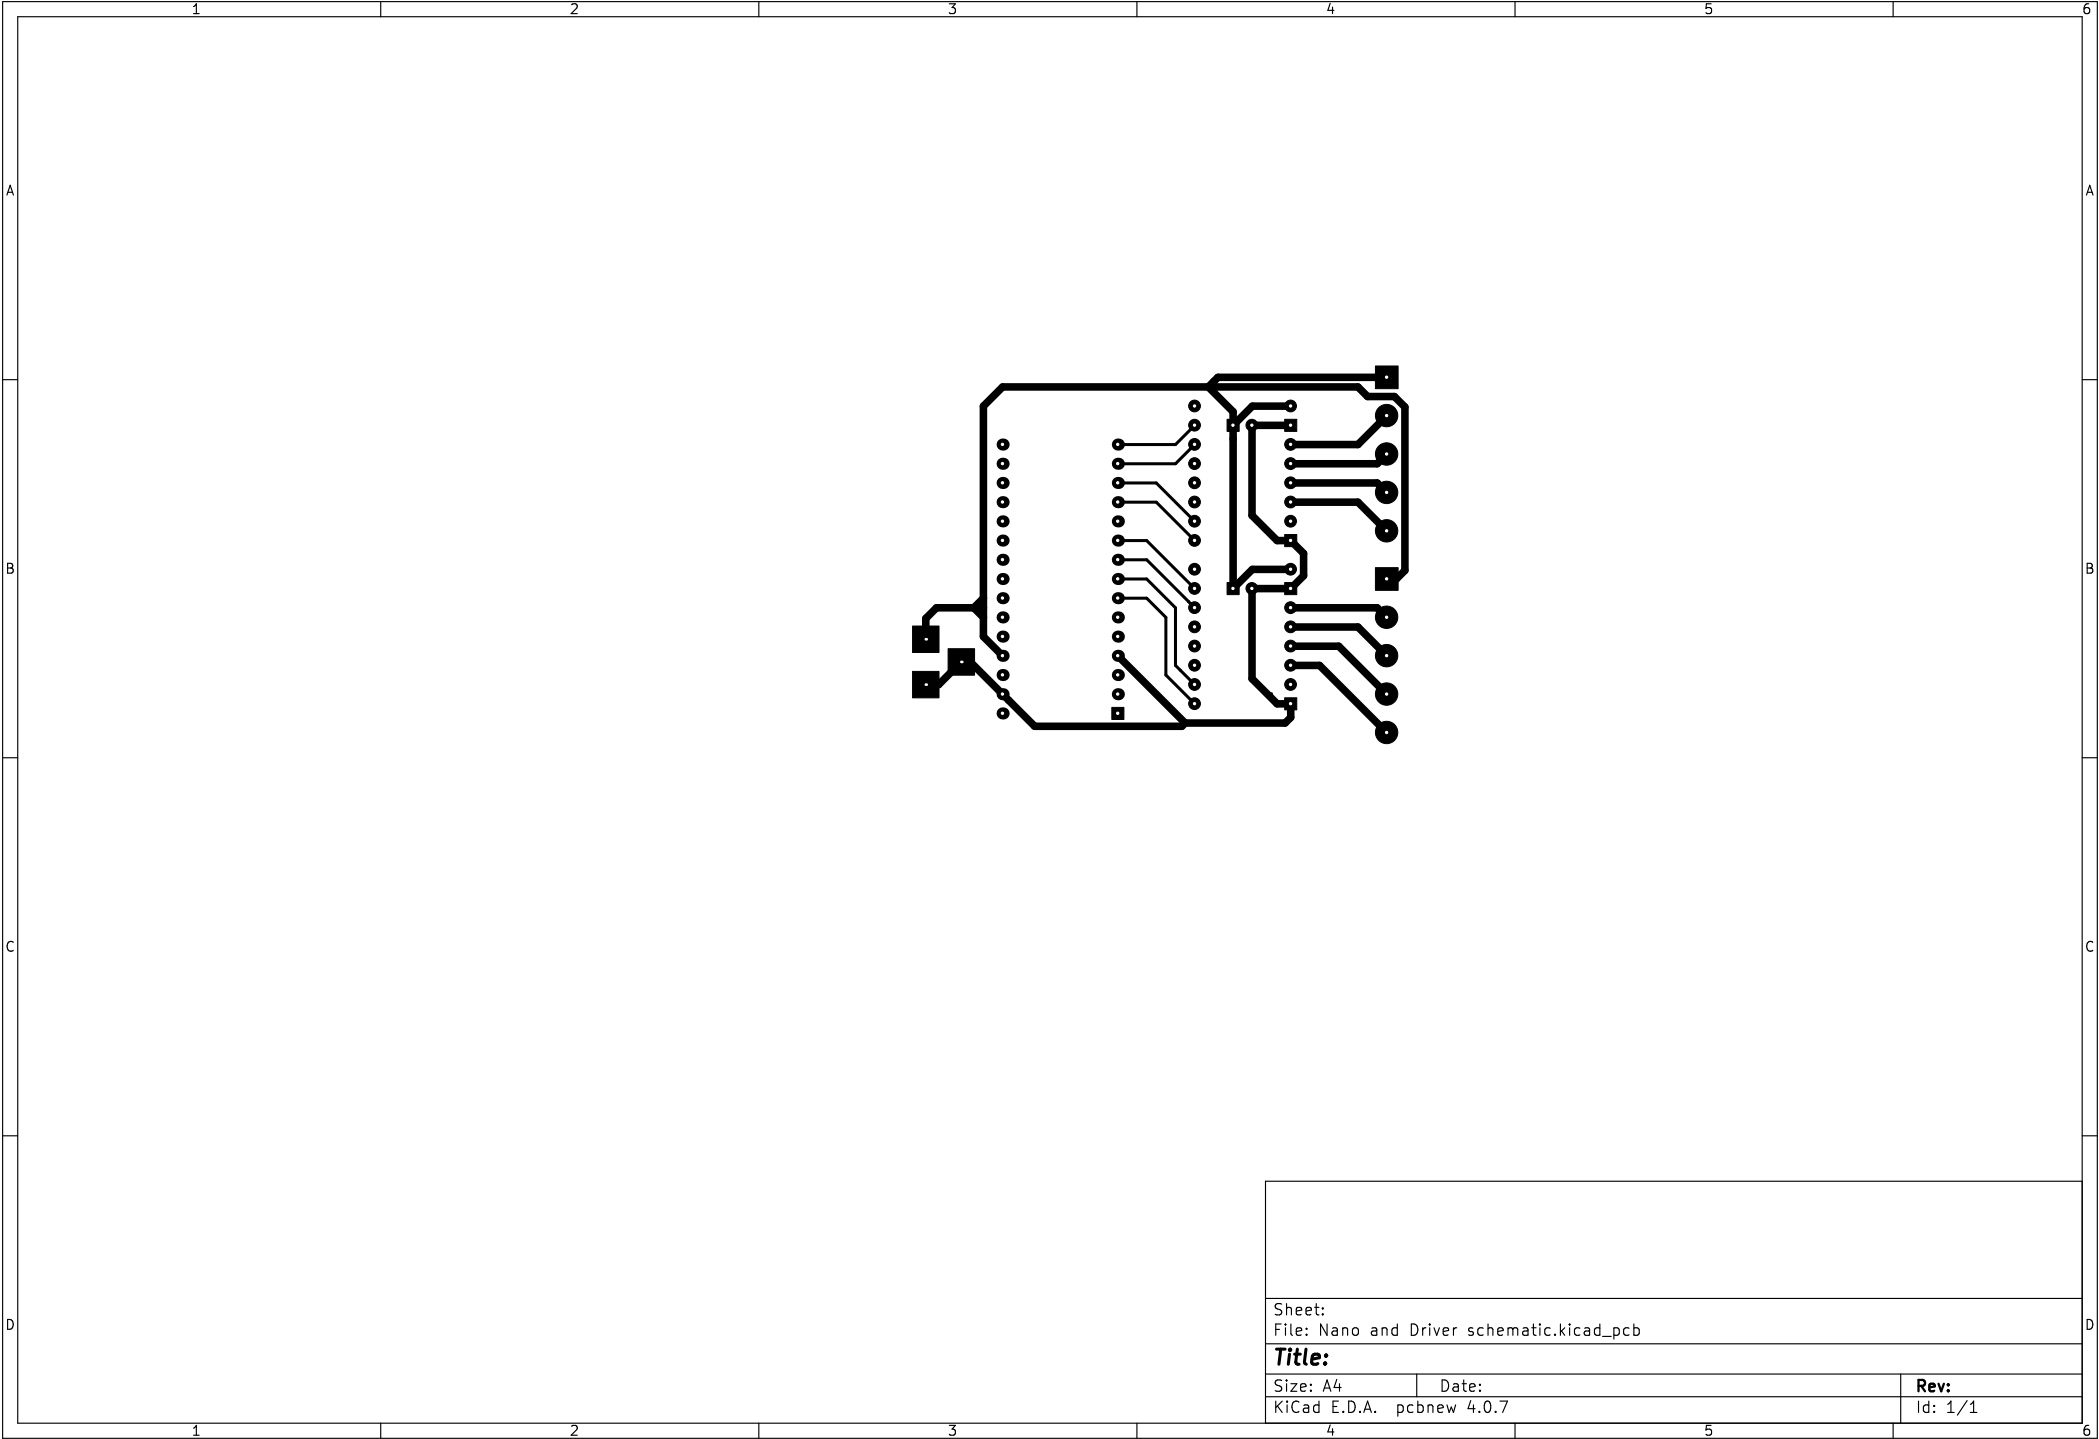 1 2 3 4 5 6
A A
B B
C C
Sheet:
File: Nano and Driver schematic.kicad_pcb
D D
Title:
Size: A4 Date: Rev:
KiCad E.D.A. pcbnew 4.0.7 Id: 1/1
1 2 3 4 5 6